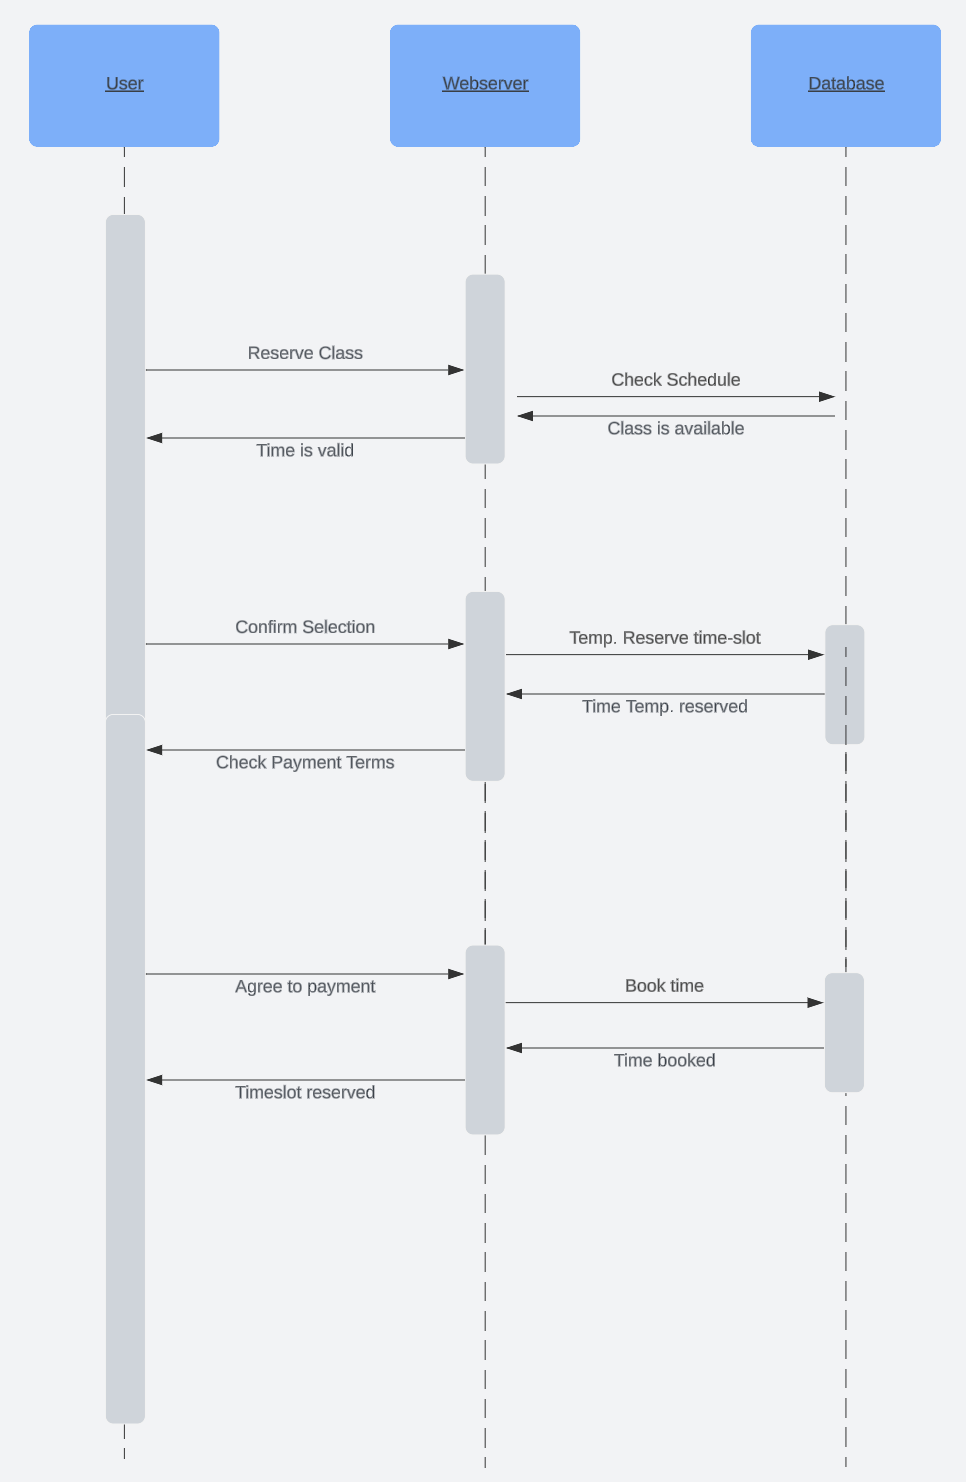 User
Webserver
Database
Reserve Class
Check Schedule
Class is available
Time is valid
Confirm Selection
Temp. Reserve time-slot
Time Temp. reserved
Check Payment Terms
Agree to payment
Book time
Time booked
Timeslot reserved